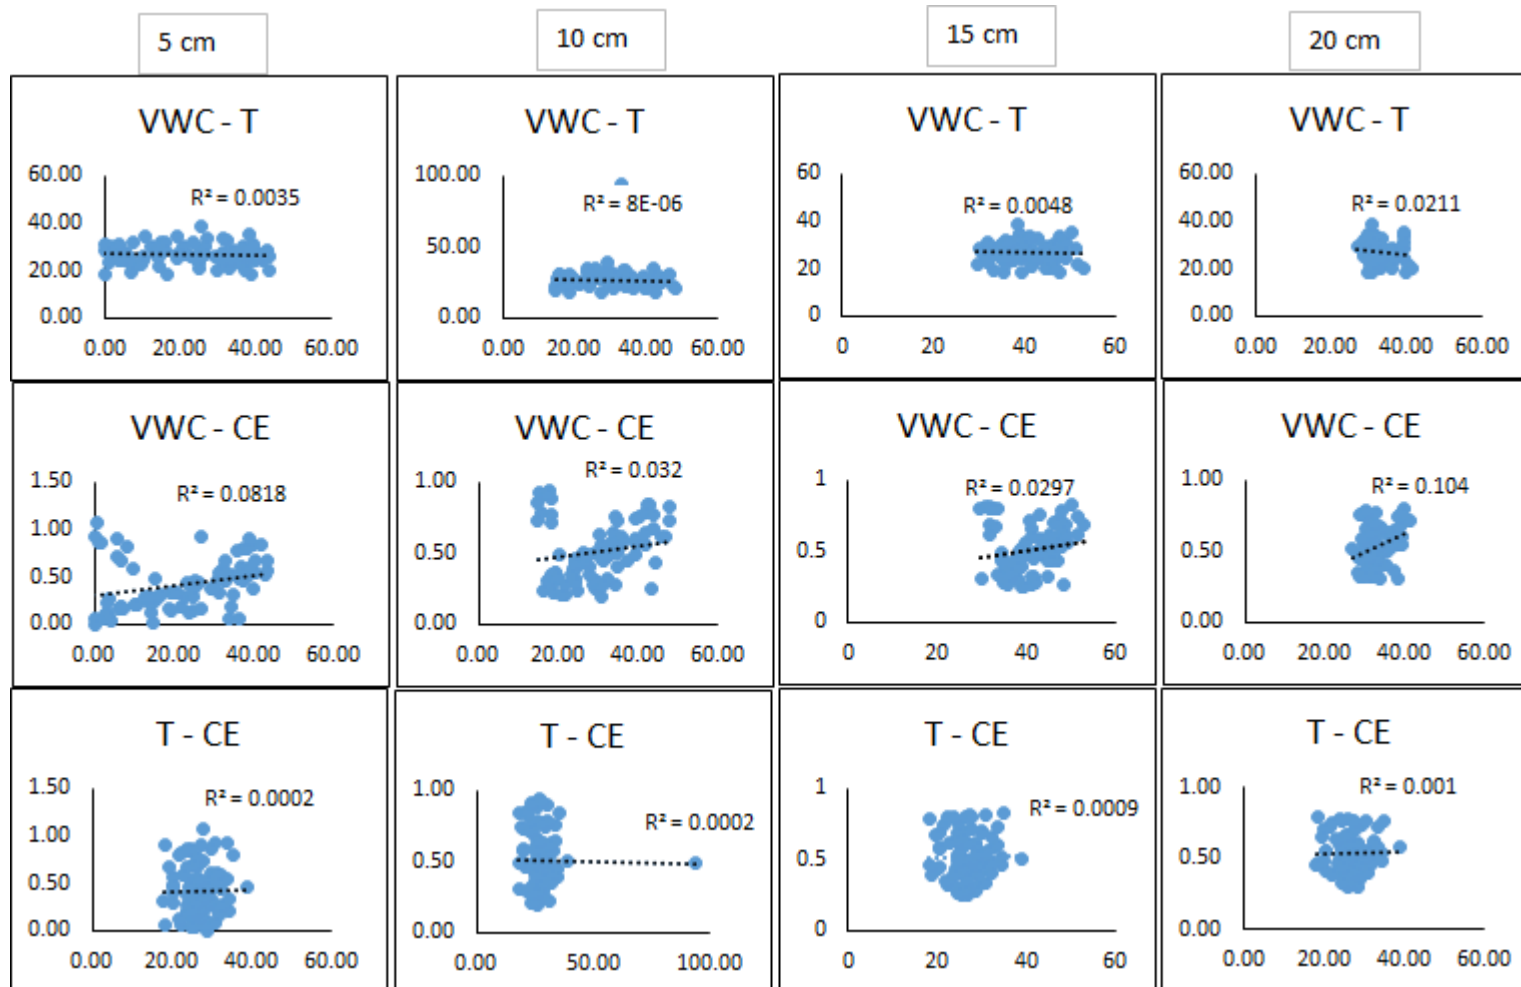 5 cm
10 cm
15 cm
20 cm
VWC - T
60.00
40.00
20.00
0.00
R² = 0.0035
0.00 20.00 40.00 60.00
VWC - T
100.00
50.00
0.00
R² = 8E-06
0.00 20.00 40.00 60.00
VWC - T
60
40
20
0
R² = 0.0048
0 20 40 60
VWC - T
60.00
40.00
20.00
0.00
R² = 0.0211
0.00 20.00 40.00 60.00
VWC - CE
1.50
1.00
0.50
0.00
R² = 0.0818
0.00 20.00 40.00 60.00
VWC - CE
1.00
0.50
0.00
R² = 0.032
0.00 20.00 40.00 60.00
VWC - CE
1
0.5
0
R² = 0.0297
0 20 40 60
VWC - CE
1.00
0.50
0.00
R² = 0.104
0.00 20.00 40.00 60.00
T - CE
1.50
1.00
0.50
0.00
R² = 0.0002
0.00 20.00 40.00 60.00
T - CE
1.00
0.50
0.00
R² = 0.0002
0.00 50.00 100.00
T - CE
1
0.5
0
R² = 0.0009
0 20 40 60
T - CE
1.00
0.50
0.00
R² = 0.001
0.00 20.00 40.00 60.00